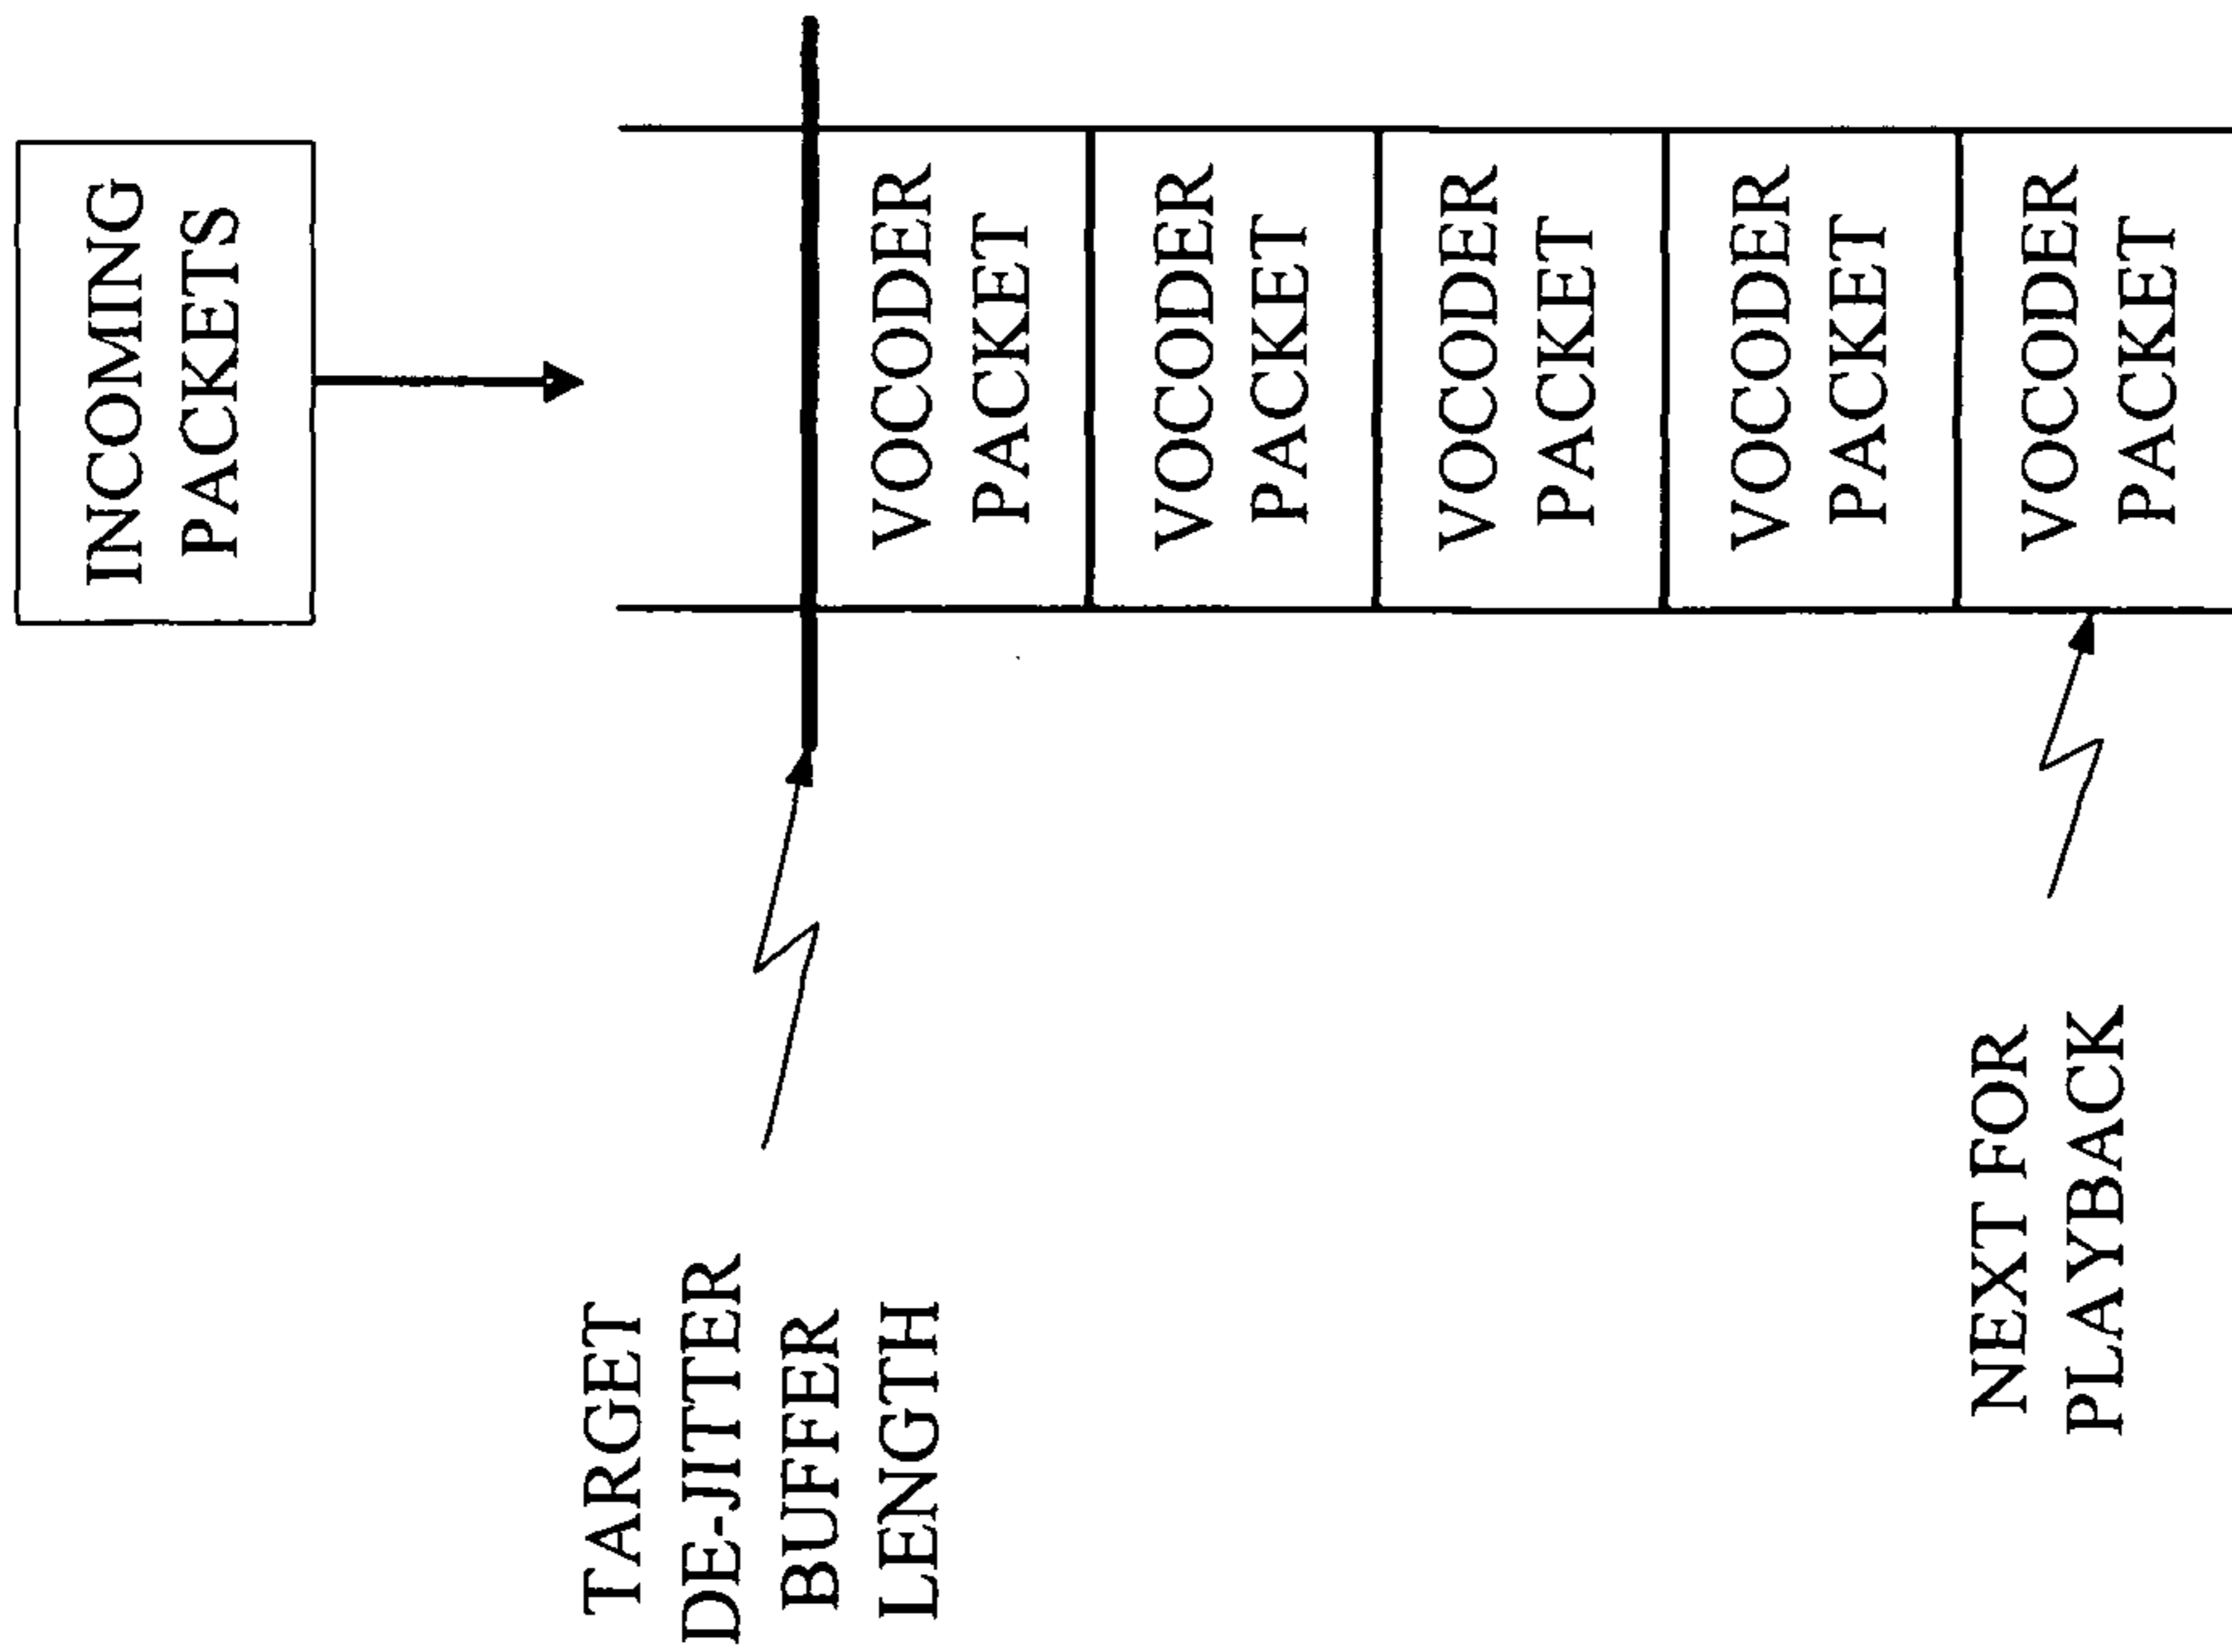 INCOMING
PACKETS
TARGET
DE-JITTER
BUFFER
LENGTH
VOCODER
PACKET
VOCODER
PACKET
VOCODER
PACKET
VOCODER
PACKET
VOCODER
PACKET
NEXT FOR
PLAYBACK